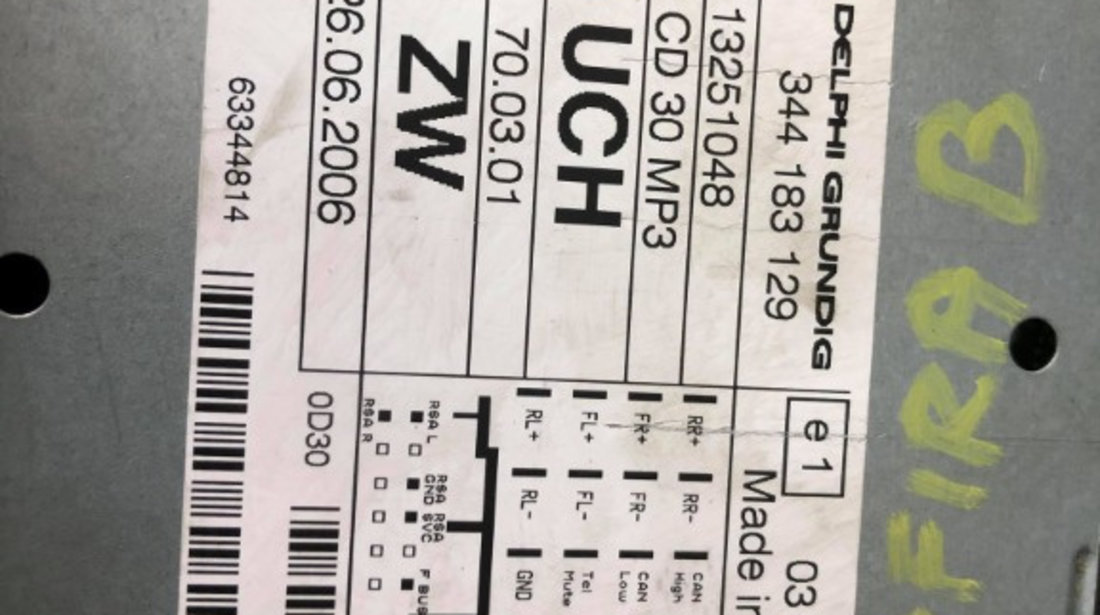 DELPHI GRUNDIG
344 183 129
e 1
03
Made in
13251048
CD 30 MP3
UCH
70.03.01
ZW
26.06.2006
63344814
0D30
RR+ RR- CAN High
FR+ FR- CAN Low
FL+ FL- Tel Mute
RL+ RL- GND
RSA L
RSA GND
RSA SVC
RSA R
FIRA B